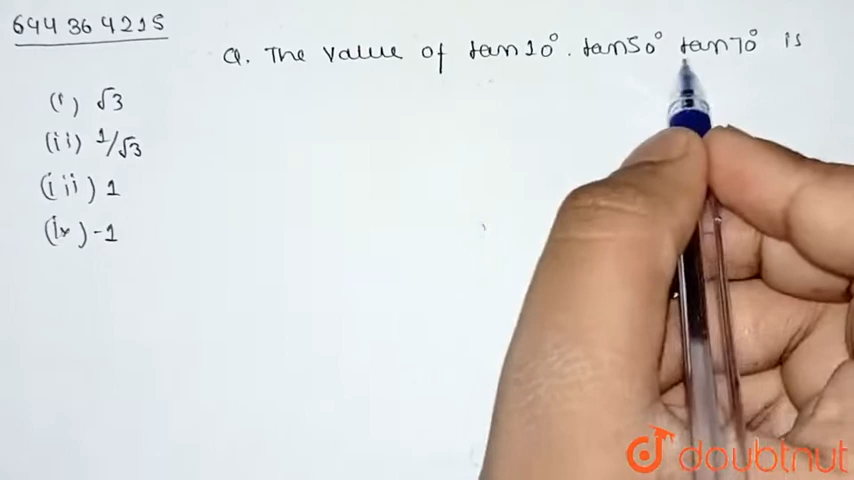 644364215
Q. The value of tan10°. tan50° tan70° is
(i) √3
(ii) 1/√3
(iii) 1
(iv) -1
doubtnut